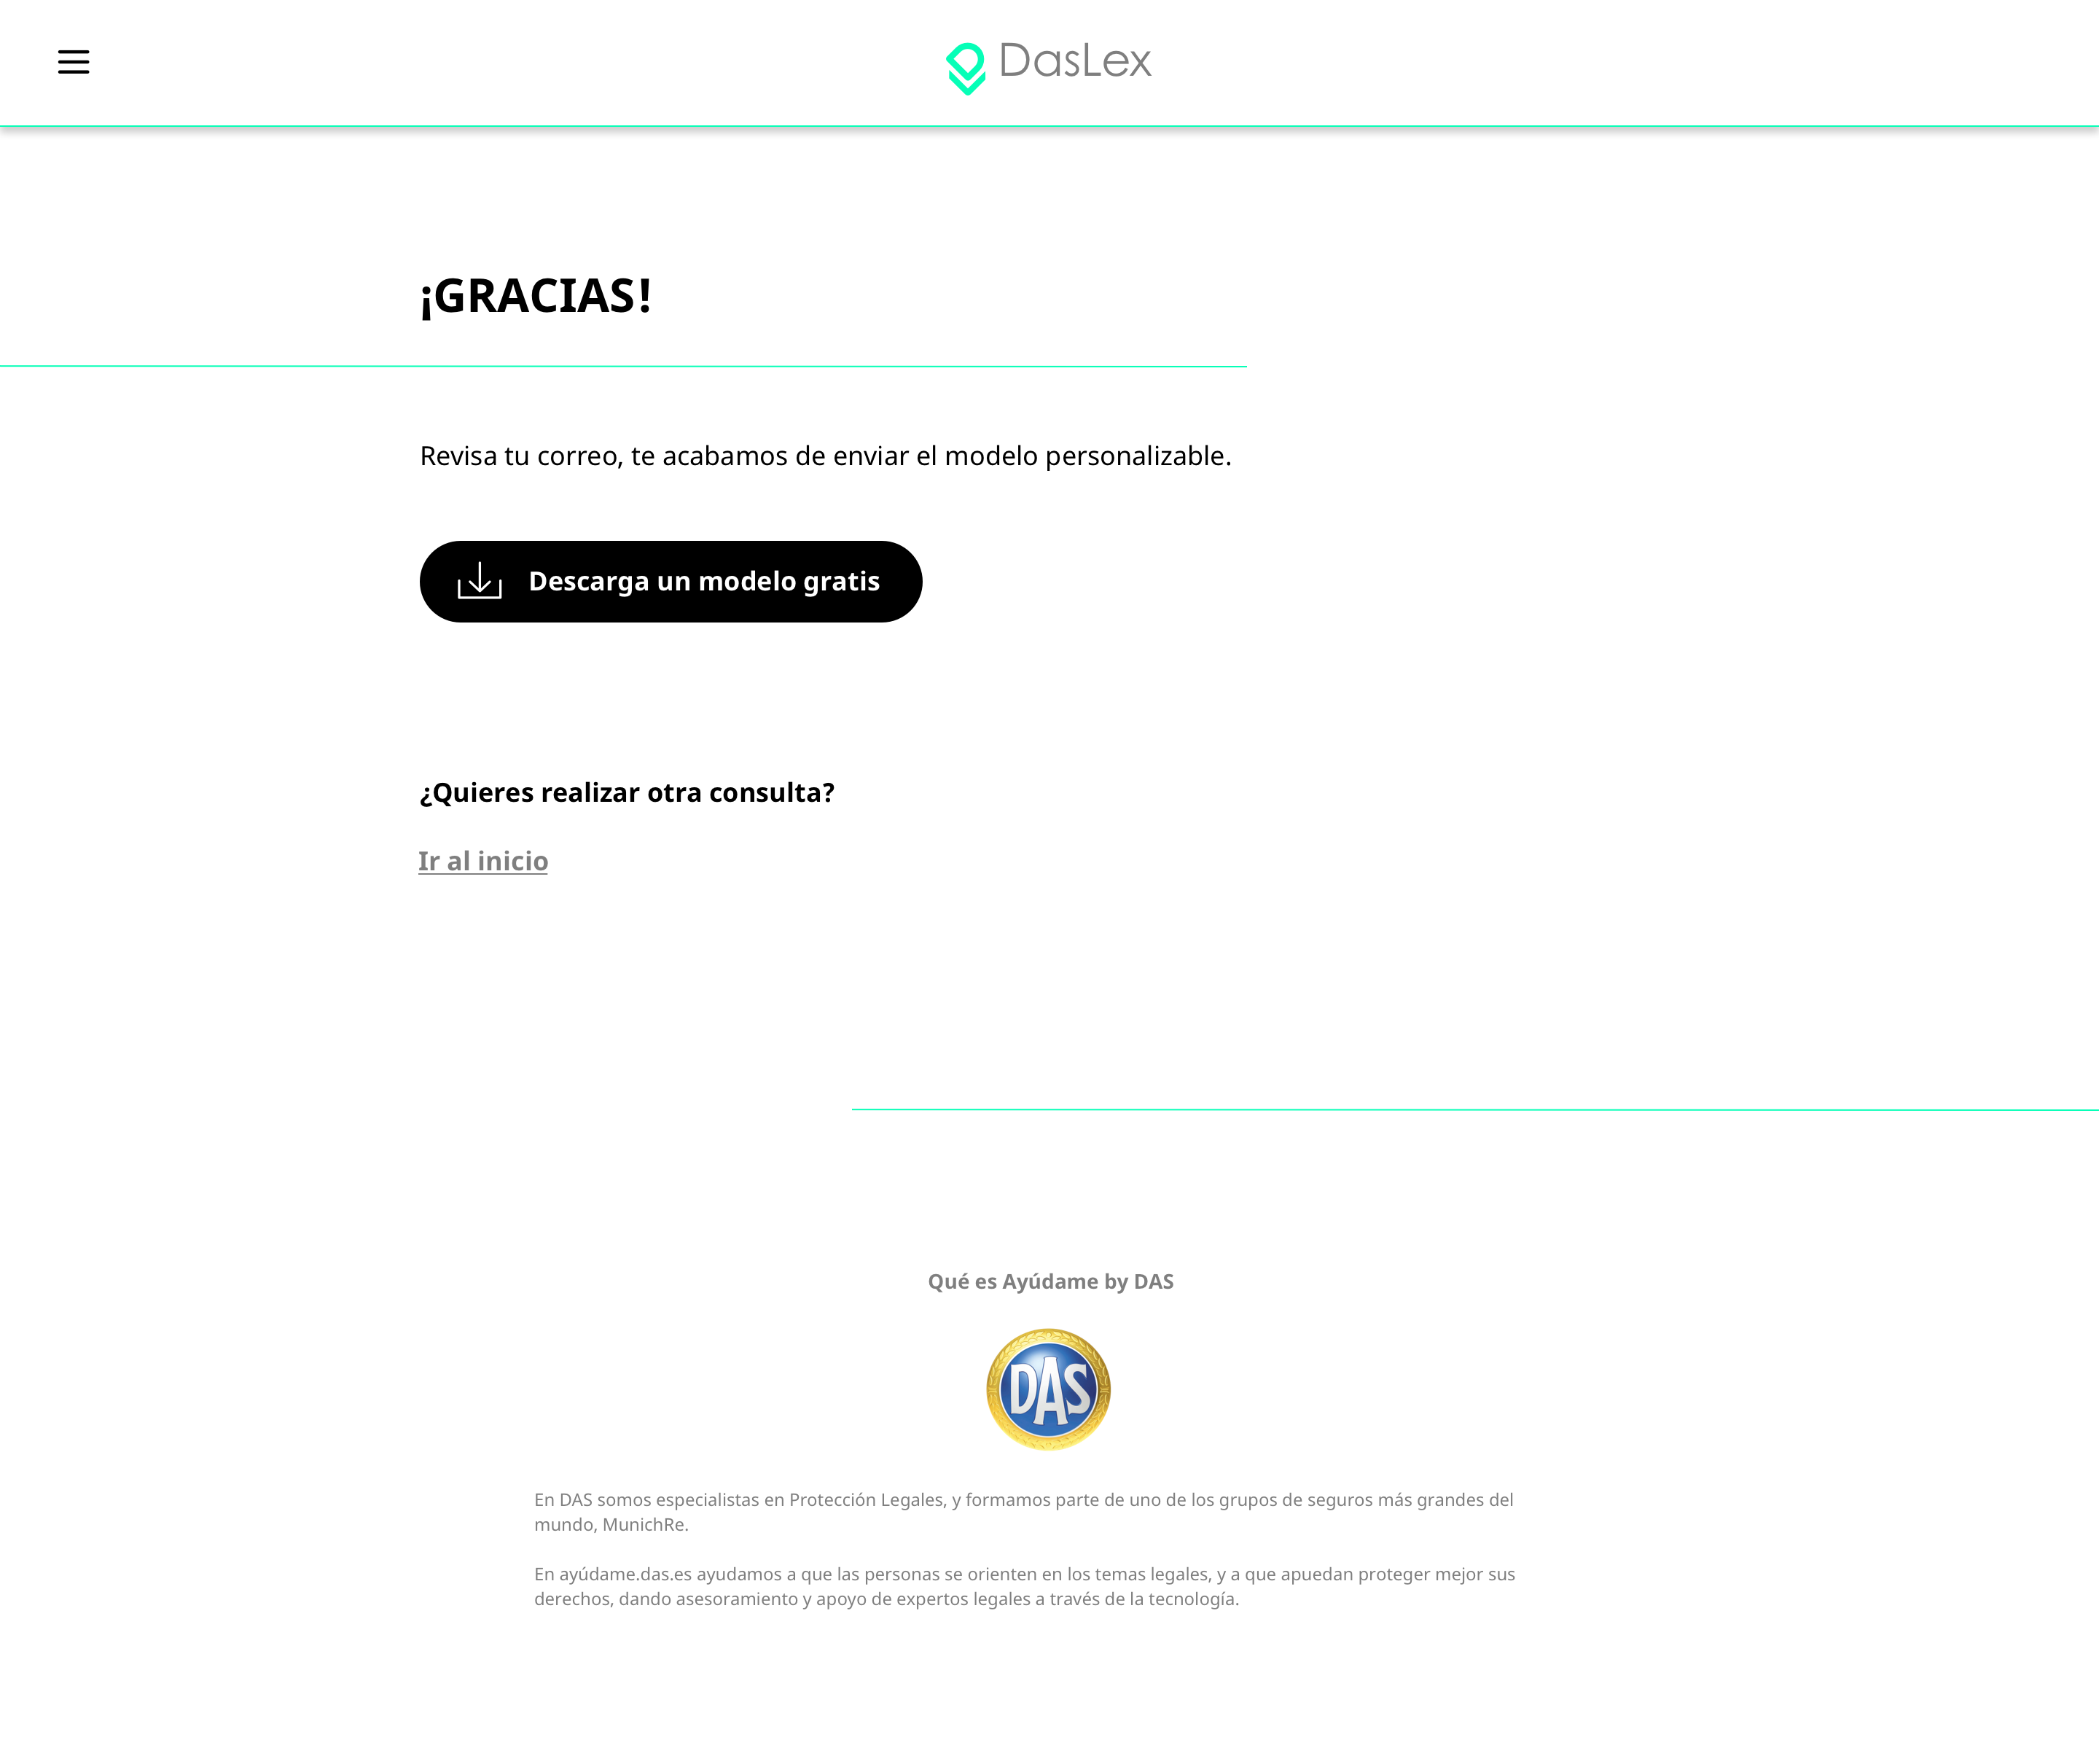 DasLex
¡GRACIAS!
Revisa tu correo, te acabamos de enviar el modelo personalizable.
Descarga un modelo gratis
¿Quieres realizar otra consulta?
Ir al inicio
Qué es Ayúdame by DAS
DAS
En DAS somos especialistas en Protección Legales, y formamos parte de uno de los grupos de seguros más grandes del
mundo, MunichRe.
En ayúdame.das.es ayudamos a que las personas se orienten en los temas legales, y a que apuedan proteger mejor sus
derechos, dando asesoramiento y apoyo de expertos legales a través de la tecnología.